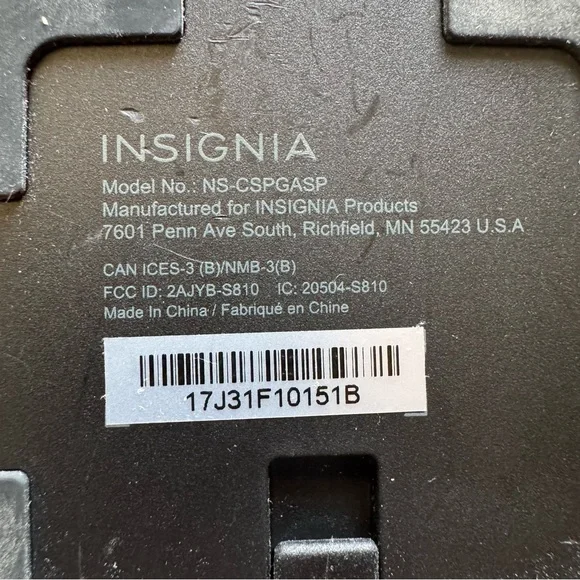 INSIGNIA
Model No.: NS-CSPGASP
Manufactured for INSIGNIA Products
7601 Penn Ave South, Richfield, MN 55423 U.S.A
CAN ICES-3 (B)/NMB-3(B)
FCC ID: 2AJYB-S810 IC: 20504-S810
Made In China / Fabriqué en Chine
17J31F10151B